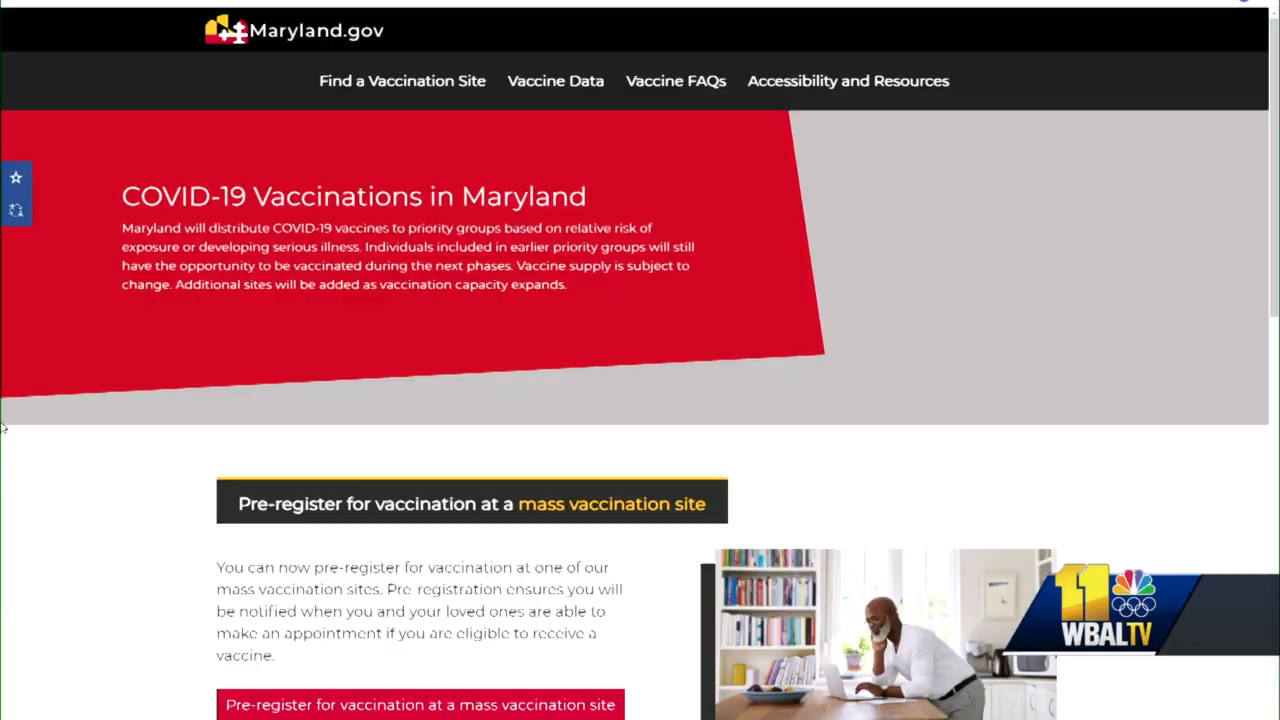 Maryland.gov
Find a Vaccination Site Vaccine Data Vaccine FAQs Accessibility and Resources
COVID-19 Vaccinations in Maryland
Maryland will distribute COVID-19 vaccines to priority groups based on relative risk of
exposure or developing serious illness. Individuals included in earlier priority groups will still
have the opportunity to be vaccinated during the next phases. Vaccine supply is subject to
change. Additional sites will be added as vaccination capacity expands.
Pre-register for vaccination at a mass vaccination site
You can now pre-register for vaccination at one of our
mass vaccination sites. Pre-registration ensures you will
be notified when you and your loved ones are able to
make an appointment if you are eligible to receive a
vaccine.
Pre-register for vaccination at a mass vaccination site
11
WBALTV